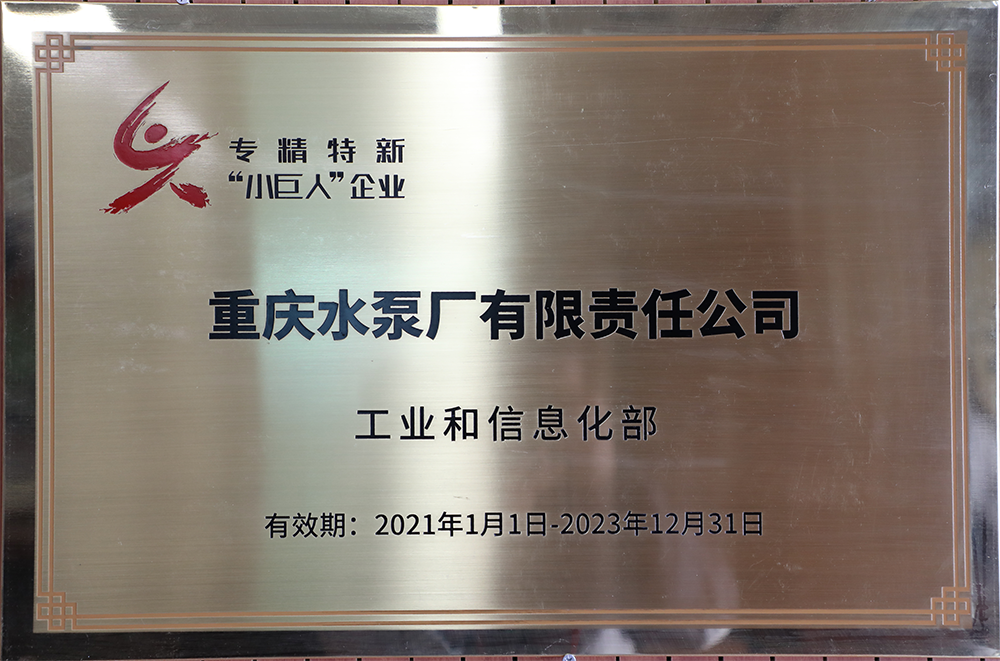 专精特新
“小巨人”企业
重庆水泵厂有限责任公司
工业和信息化部
有效期：2021年1月1日-2023年12月31日